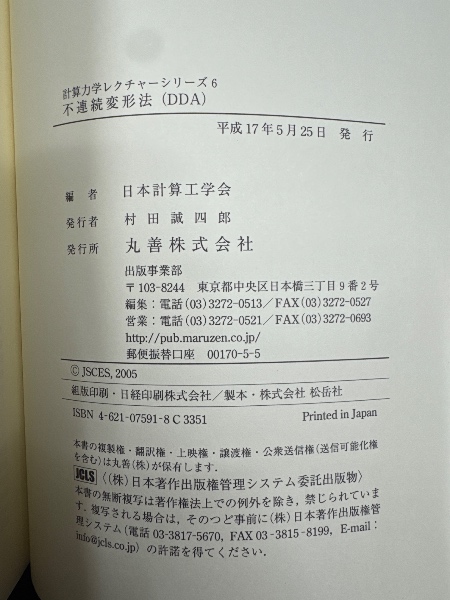 計算力学レクチャーシリーズ 6
不連続変形法 (DDA)
平成 17 年 5 月 25 日 発 行
編 者 日本計算工学会
発行者 村 田 誠 四 郎
発行所 丸善株式会社
出版事業部
〒103-8244 東京都中央区日本橋三丁目 9 番 2 号
編集：電話 (03) 3272-0513／FAX (03) 3272-0527
営業：電話 (03) 3272-0521／FAX (03) 3272-0693
http://pub.maruzen.co.jp/
郵便振替口座 00170-5-5
© JSCES, 2005
組版印刷・日経印刷株式会社／製本・株式会社 松岳社
ISBN 4-621-07591-8 C 3351 Printed in Japan
本書の複製権・翻訳権・上映権・譲渡権・公衆送信権(送信可能化権
を含む)は丸善(株)が保有します.
JCLS 〈(株)日本著作出版権管理システム委託出版物〉
本書の無断複写は著作権法上での例外を除き，禁じられていま
す．複写される場合は，そのつど事前に(株)日本著作出版権管
理システム(電話 03-3817-5670, FAX 03-3815-8199, E-mail：
info@jcls.co.jp) の許諾を得てください.